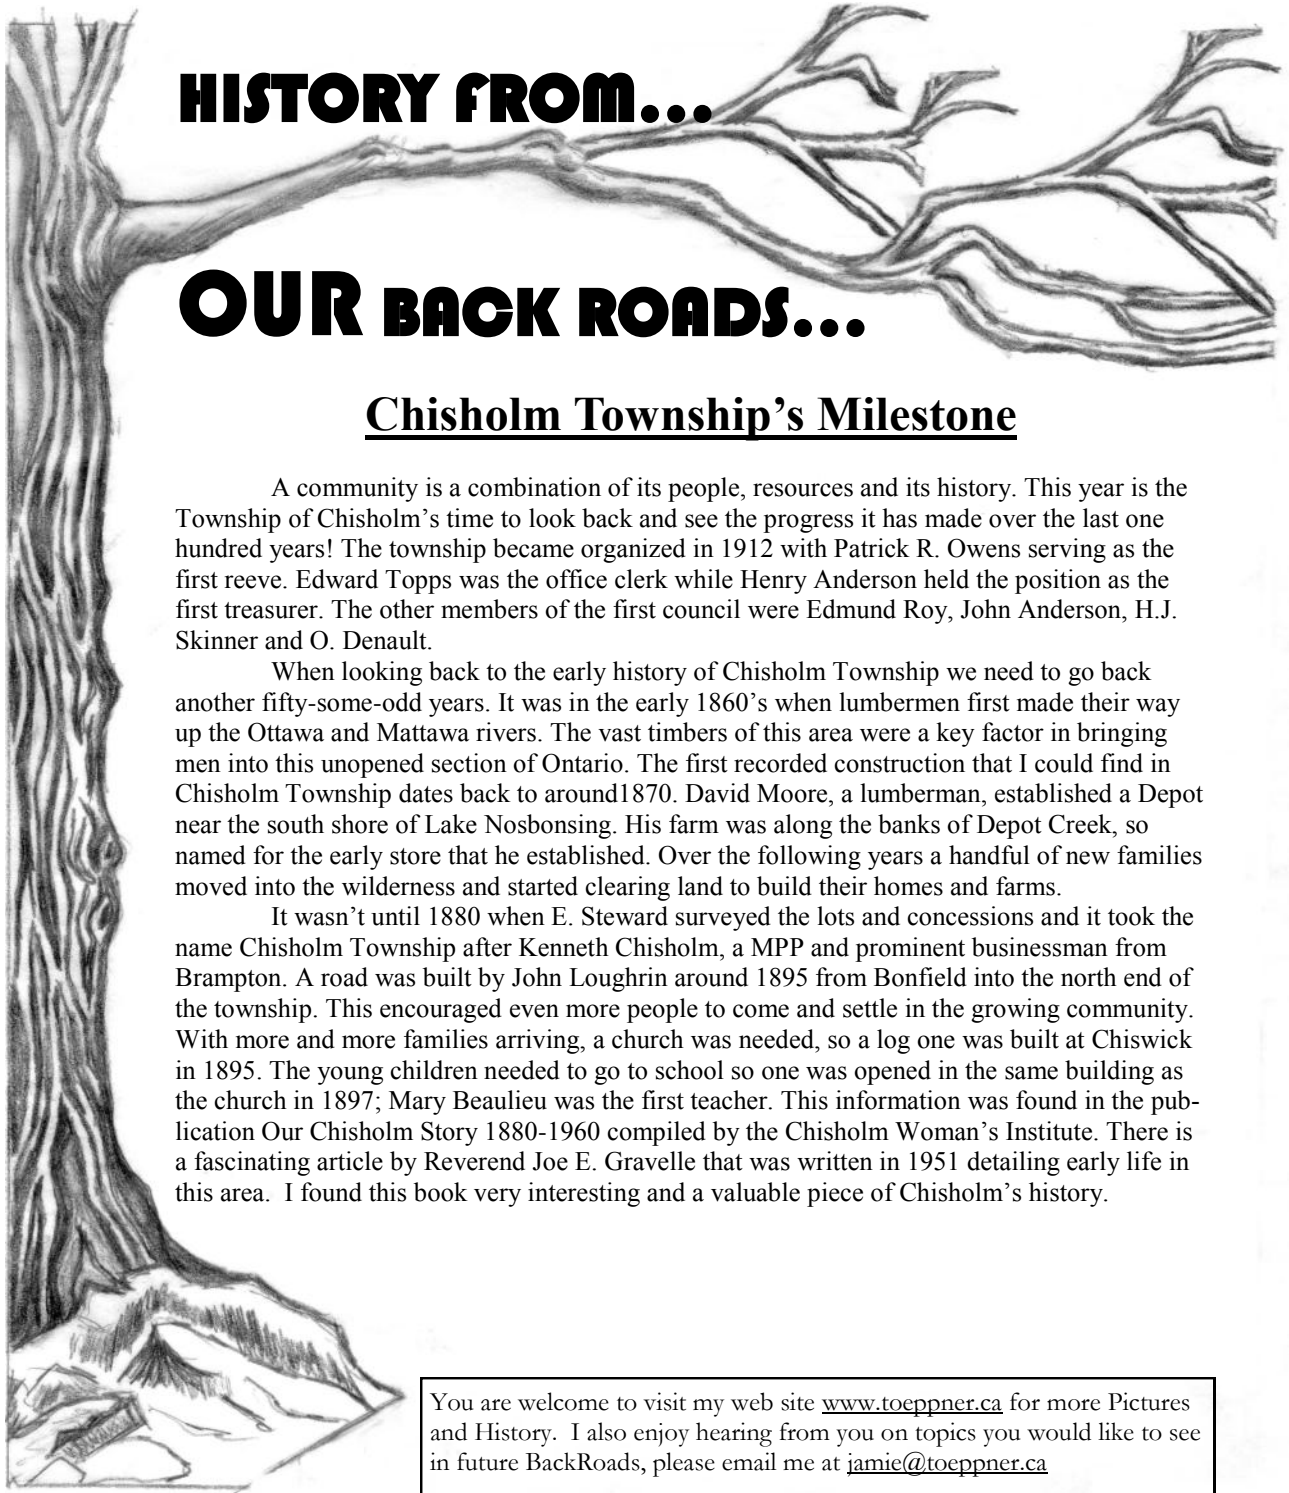 HISTORY FROM...
OUR BACK ROADS...
Chisholm Township’s Milestone
A community is a combination of its people, resources and its history. This year is the
Township of Chisholm’s time to look back and see the progress it has made over the last one
hundred years! The township became organized in 1912 with Patrick R. Owens serving as the
first reeve. Edward Topps was the office clerk while Henry Anderson held the position as the
first treasurer. The other members of the first council were Edmund Roy, John Anderson, H.J.
Skinner and O. Denault.
When looking back to the early history of Chisholm Township we need to go back
another fifty-some-odd years. It was in the early 1860’s when lumbermen first made their way
up the Ottawa and Mattawa rivers. The vast timbers of this area were a key factor in bringing
men into this unopened section of Ontario. The first recorded construction that I could find in
Chisholm Township dates back to around1870. David Moore, a lumberman, established a Depot
near the south shore of Lake Nosbonsing. His farm was along the banks of Depot Creek, so
named for the early store that he established. Over the following years a handful of new families
moved into the wilderness and started clearing land to build their homes and farms.
It wasn’t until 1880 when E. Steward surveyed the lots and concessions and it took the
name Chisholm Township after Kenneth Chisholm, a MPP and prominent businessman from
Brampton. A road was built by John Loughrin around 1895 from Bonfield into the north end of
the township. This encouraged even more people to come and settle in the growing community.
With more and more families arriving, a church was needed, so a log one was built at Chiswick
in 1895. The young children needed to go to school so one was opened in the same building as
the church in 1897; Mary Beaulieu was the first teacher. This information was found in the pub-
lication Our Chisholm Story 1880-1960 compiled by the Chisholm Woman’s Institute. There is
a fascinating article by Reverend Joe E. Gravelle that was written in 1951 detailing early life in
this area.  I found this book very interesting and a valuable piece of Chisholm’s history.
You are welcome to visit my web site www.toeppner.ca for more Pictures
and History.  I also enjoy hearing from you on topics you would like to see
in future BackRoads, please email me at jamie@toeppner.ca